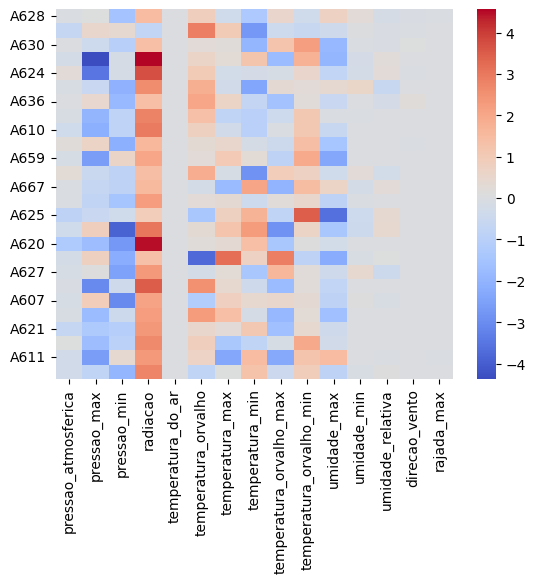 A628
A630
A624
A636
A610
A659
A667
A625
A620
A627
A607
A621
A611
pressao_atmosferica
pressao_max
pressao_min
radiacao
temperatura_do_ar
temperatura_orvalho
temperatura_max
temperatura_min
temperatura_orvalho_max
temperatura_orvalho_min
umidade_max
umidade_min
umidade_relativa
direcao_vento
rajada_max
4
3
2
1
0
−1
−2
−3
−4